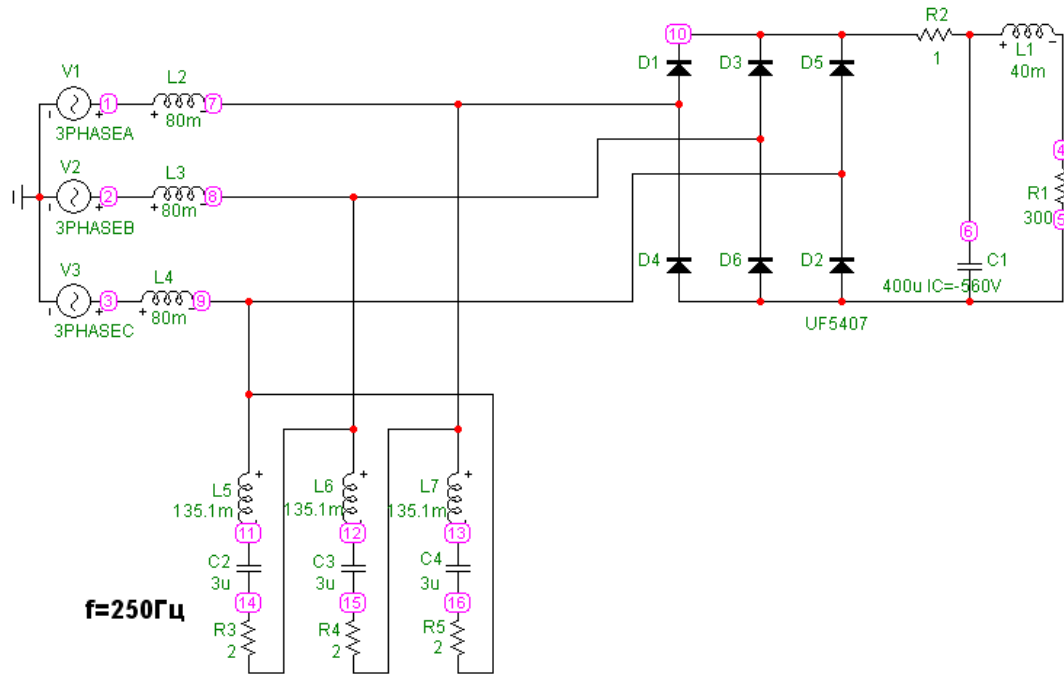 R2
10
1
L1
40m
D1
D3
D5
V1
1
L2
7
80m
3PHASEA
V2
2
L3
8
80m
3PHASEB
4
R1
300
5
6
V3
3
L4
9
80m
3PHASEC
D4
D6
D2
C1
400u IC=-560V
UF5407
L5
135.1m
L6
135.1m
L7
135.1m
11
12
13
C2
3u
C3
3u
C4
3u
14
15
16
f=250Гц
R3
2
R4
2
R5
2